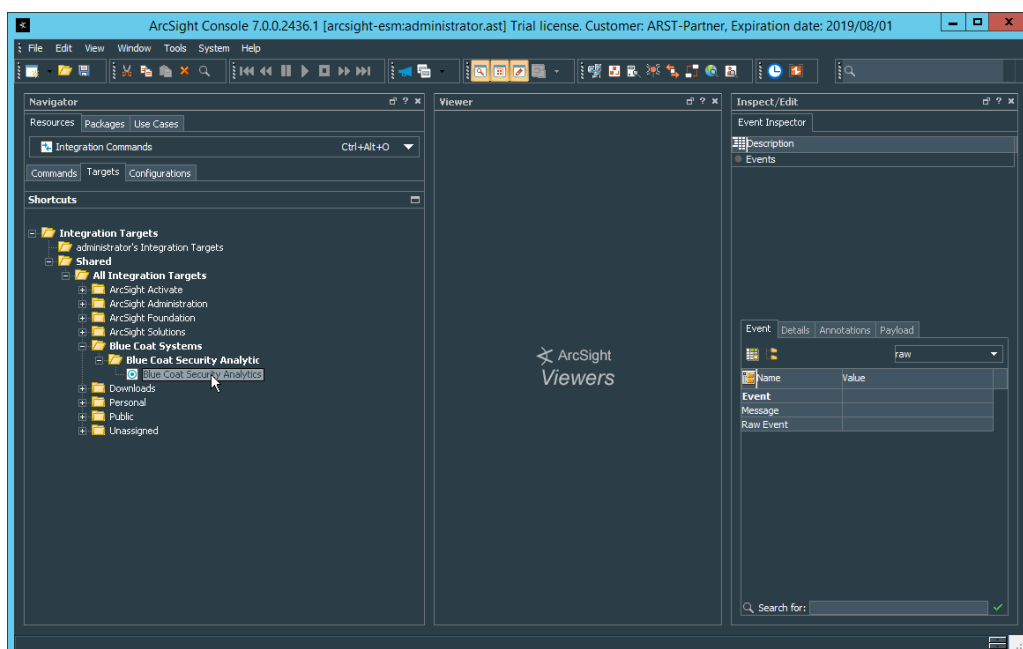 ArcSight Console 7.0.0.2436.1 [arcsight-esm:administrator.ast] Trial license. Customer: ARST-Partner, Expiration date: 2019/08/01
File Edit View Window Tools System Help
Navigator
Resources Packages Use Cases
Integration Commands Ctrl+Alt+O
Commands Targets Configurations
Shortcuts
Integration Targets
administrator's Integration Targets
Shared
All Integration Targets
ArcSight Activate
ArcSight Administration
ArcSight Foundation
ArcSight Solutions
Blue Coat Systems
Blue Coat Security Analytic
Blue Coat Security Analytics
Downloads
Personal
Public
Unassigned
Viewer
ArcSight
Viewers
Inspect/Edit
Event Inspector
Description
Events
Event Details Annotations Payload
raw
Name Value
Event
Message
Raw Event
Search for: